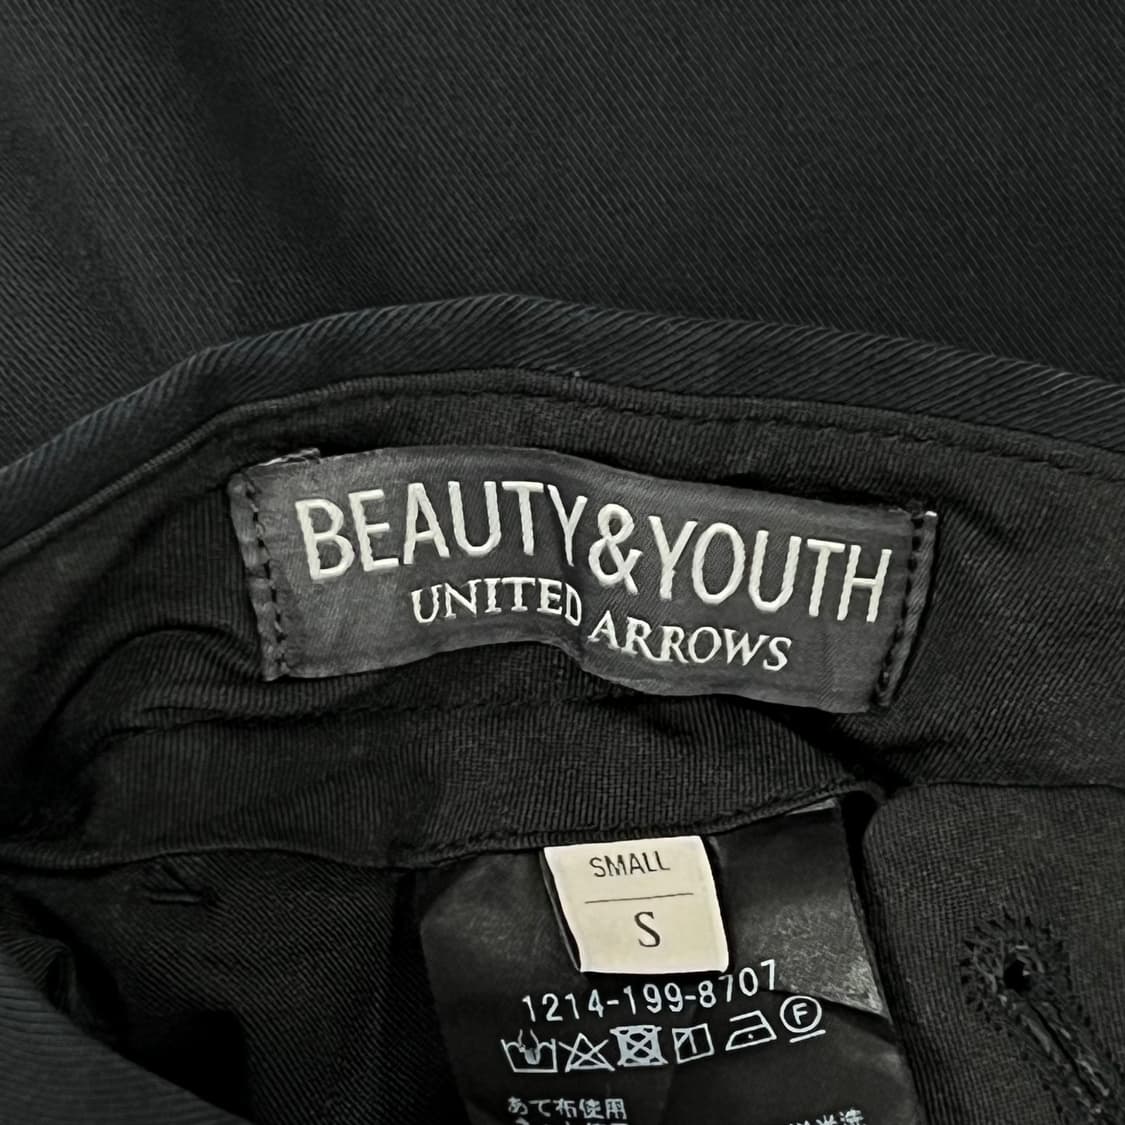 BEAUTY&YOUTH
UNITED ARROWS
SMALL
S
1214-199-8707
F
あて布使用